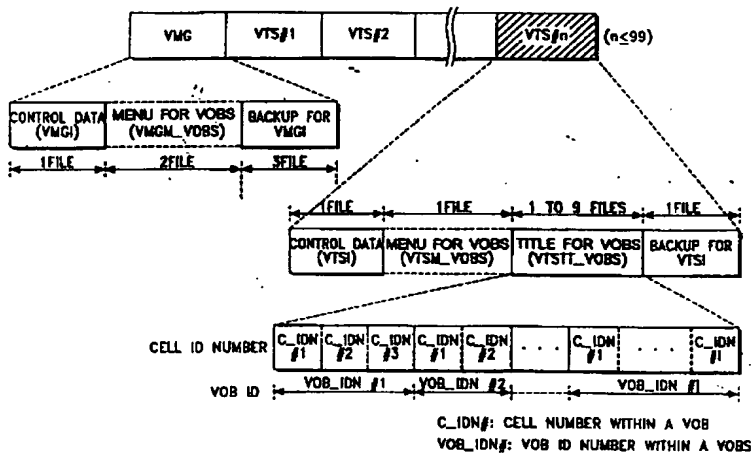 VMG VTS#1 VTS#2 VTS#n (n≤99)
CONTROL DATA (VMGI) MENU FOR VOBS (VMGM_VOBS) BACKUP FOR VMGI
1FILE 2FILE 3FILE
1FILE 1FILE 1 TO 9 FILES 1FILE
CONTROL DATA (VTSI) MENU FOR VOBS (VTSM_VOBS) TITLE FOR VOBS (VTSTT_VOBS) BACKUP FOR VTSI
CELL ID NUMBER C_IDN #1 C_IDN #2 C_IDN #3 C_IDN #1 C_IDN #2 . . . C_IDN #1 . . . C_IDN #I
VOB ID VOB_IDN #1 VOB_IDN #2 VOB_IDN #I
C_IDN#: CELL NUMBER WITHIN A VOB
VOB_IDN#: VOB ID NUMBER WITHIN A VOBS